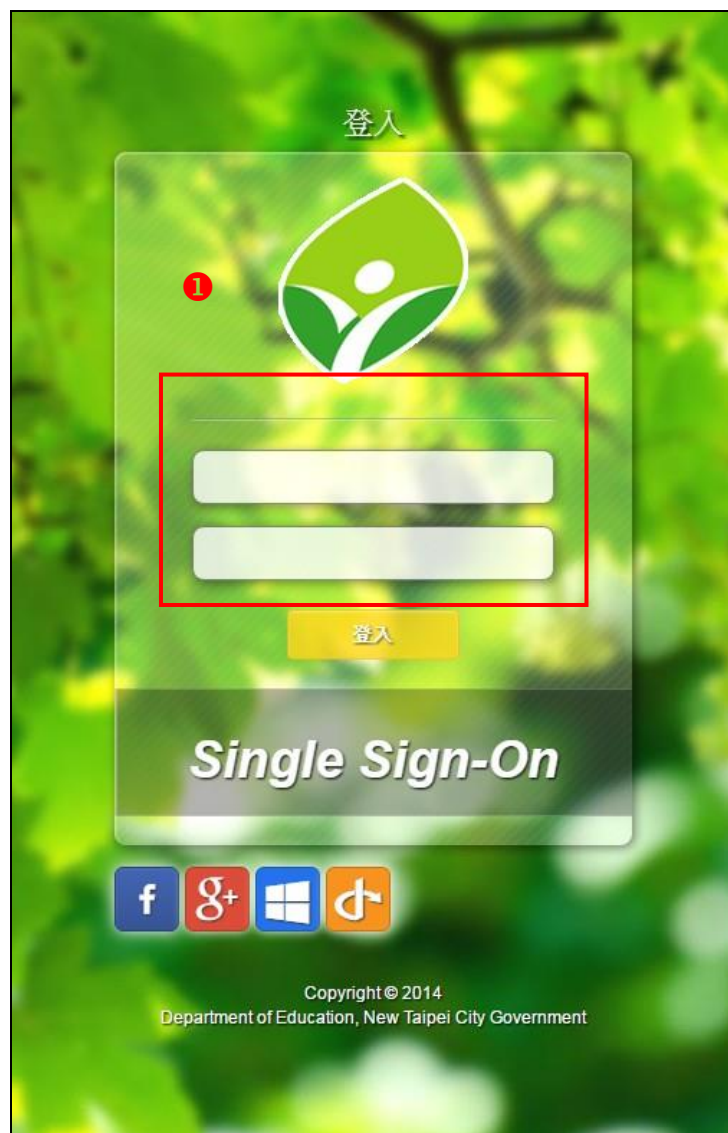 登入
❶
登入
Single Sign-On
f
g+
Copyright © 2014
Department of Education, New Taipei City Government